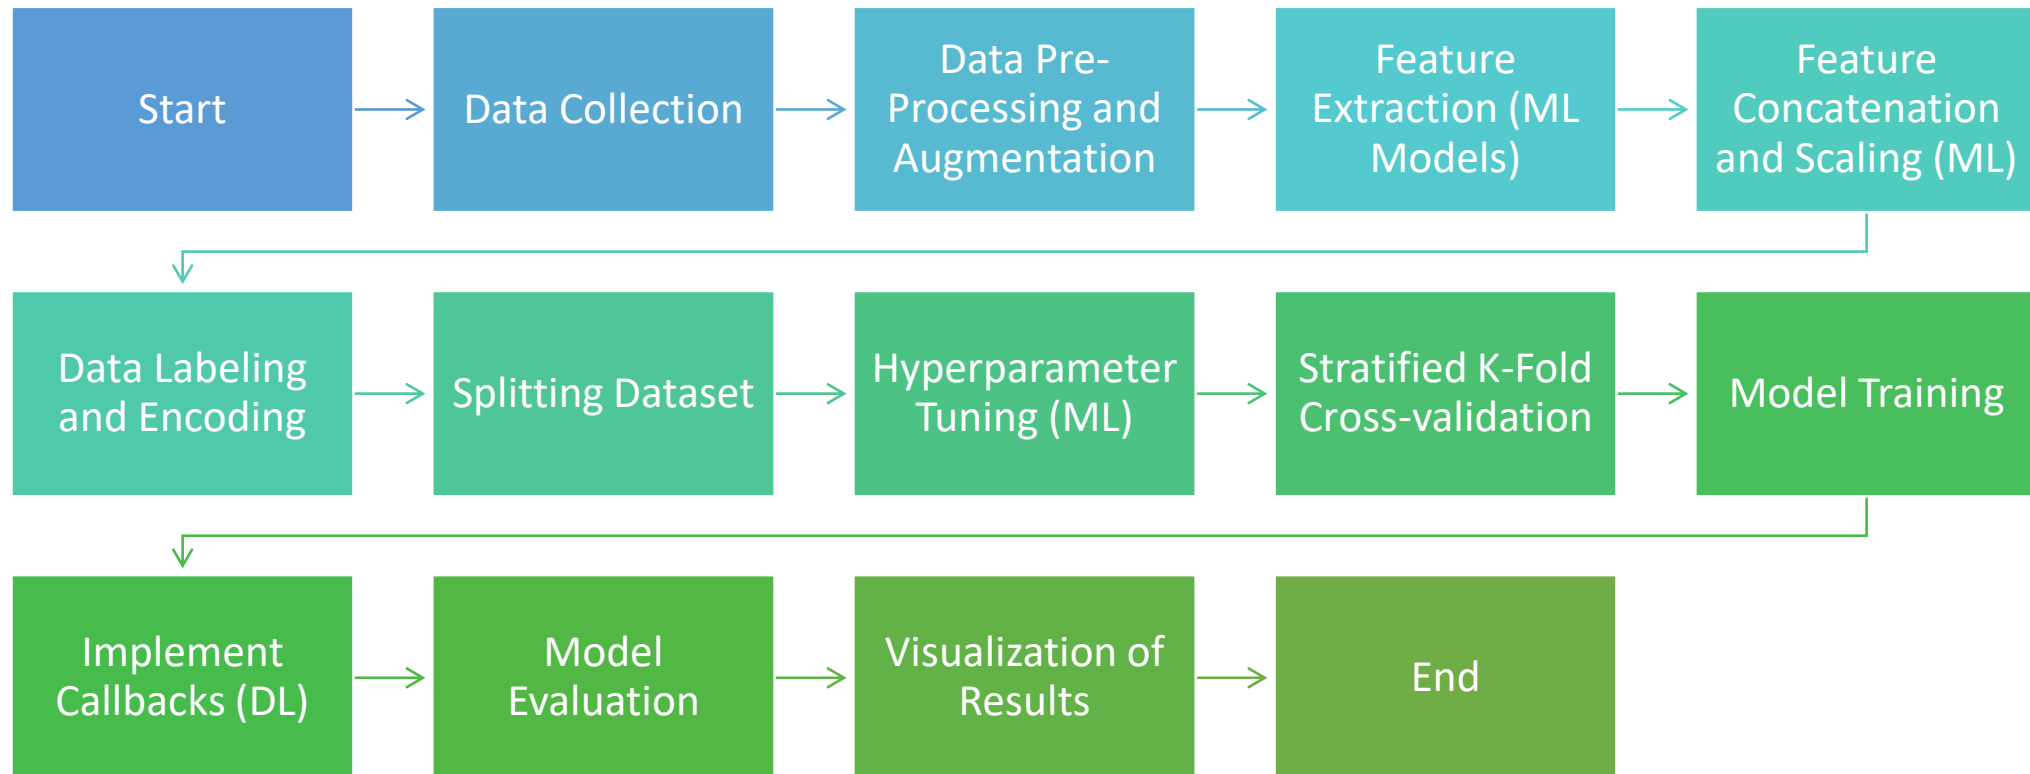 Start
Data Collection
Data Pre-
Processing and
Augmentation
Feature
Extraction (ML
Models)
Feature
Concatenation
and Scaling (ML)
Data Labeling
and Encoding
Splitting Dataset
Hyperparameter
Tuning (ML)
Stratified K-Fold
Cross-validation
Model Training
Implement
Callbacks (DL)
Model
Evaluation
Visualization of
Results
End